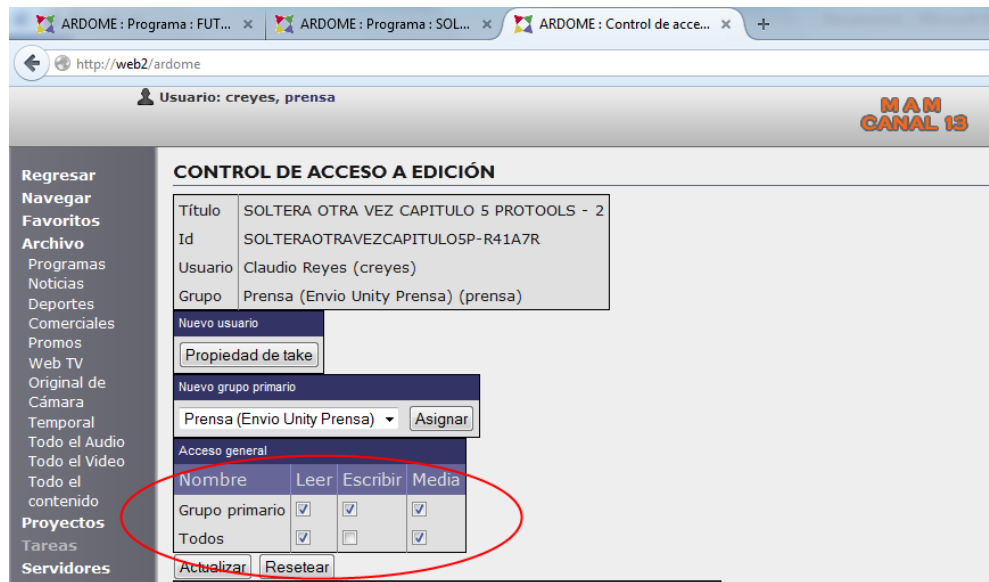 ARDOME : Programa : FUT... × ARDOME : Programa : SOL... × ARDOME : Control de acce... × +
http://web2/ardome
Usuario: creyes, prensa
MAM
CANAL 13
Regresar
Navegar
Favoritos
Archivo
Programas
Noticias
Deportes
Comerciales
Promos
Web TV
Original de
Cámara
Temporal
Todo el Audio
Todo el Video
Todo el
contenido
Proyectos
Tareas
Servidores
CONTROL DE ACCESO A EDICIÓN
Título SOLTERA OTRA VEZ CAPITULO 5 PROTOOLS - 2
Id SOLTERAOTRAVEZCAPITULO5P-R41A7R
Usuario Claudio Reyes (creyes)
Grupo Prensa (Envio Unity Prensa) (prensa)
Nuevo usuario
Propiedad de take
Nuevo grupo primario
Prensa (Envio Unity Prensa) Asignar
Acceso general
Nombre Leer Escribir Media
Grupo primario
Todos
Actualizar Resetear